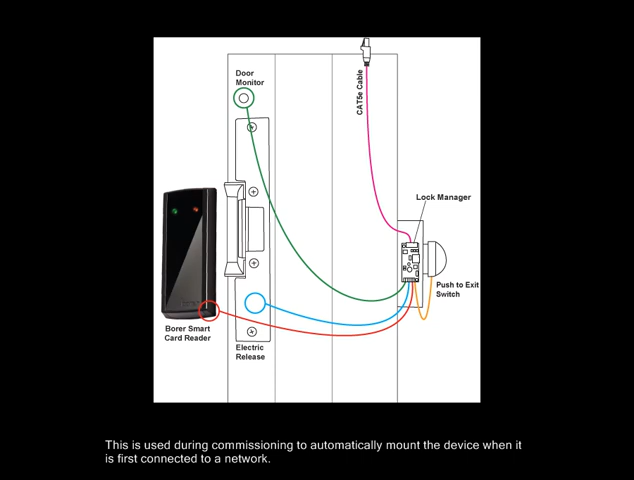 Door
Monitor
CAT5e Cable
Lock Manager
Push to Exit
Switch
Borer Smart
Card Reader
Electric
Release
This is used during commissioning to automatically mount the device when it
is first connected to a network.